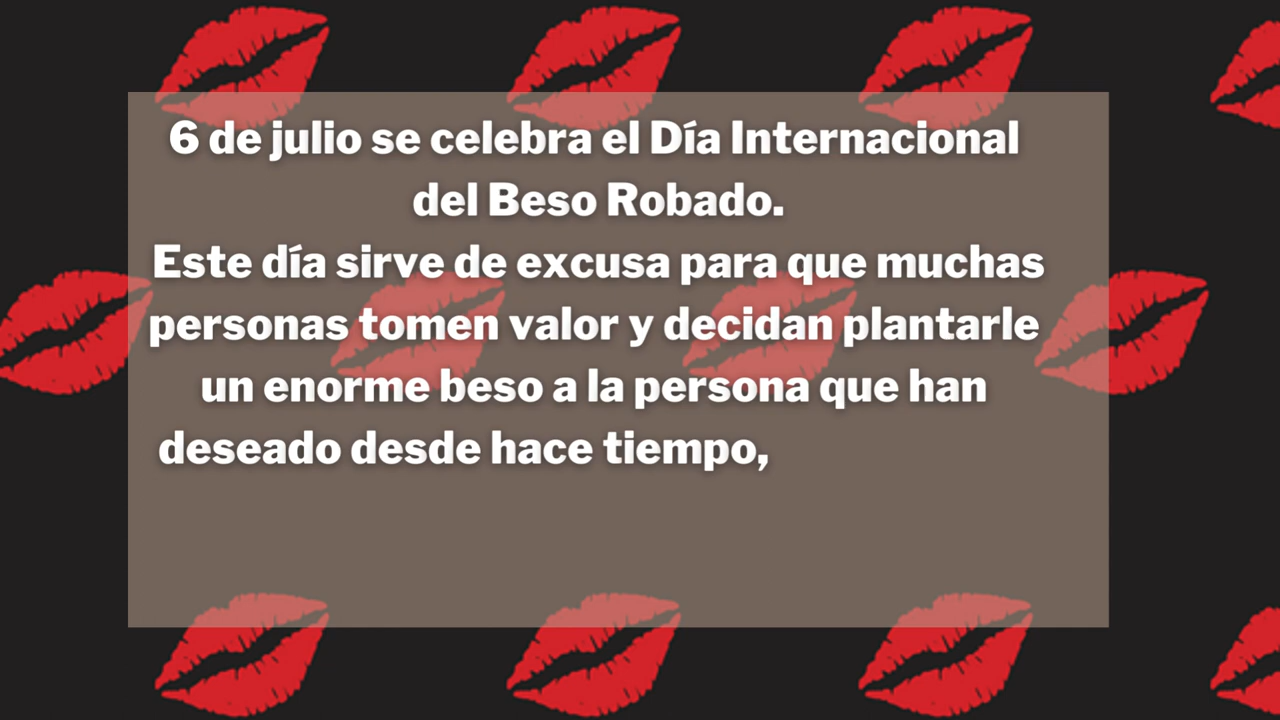 6 de julio se celebra el Día Internacional
del Beso Robado.
Este día sirve de excusa para que muchas
personas tomen valor y decidan plantarle
un enorme beso a la persona que han
deseado desde hace tiempo,